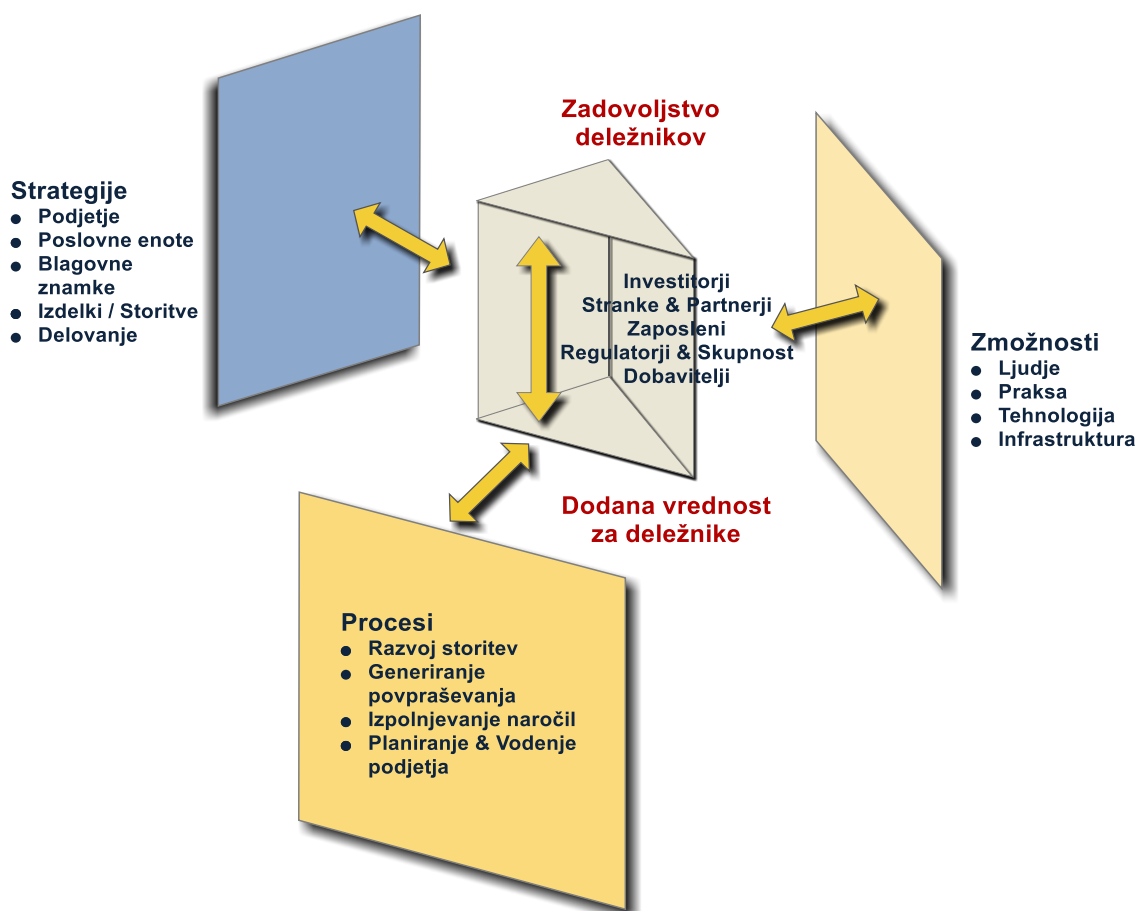 Zadovoljstvo
deležnikov
Strategije
● Podjetje
● Poslovne enote
● Blagovne
znamke
● Izdelki / Storitve
● Delovanje
Investitorji
Stranke & Partnerji
Zaposleni
Regulatorji & Skupnost
Dobavitelji
Zmožnosti
● Ljudje
● Praksa
● Tehnologija
● Infrastruktura
Dodana vrednost
za deležnike
Procesi
● Razvoj storitev
● Generiranje
povpraševanja
● Izpolnjevanje naročil
● Planiranje & Vodenje
podjetja